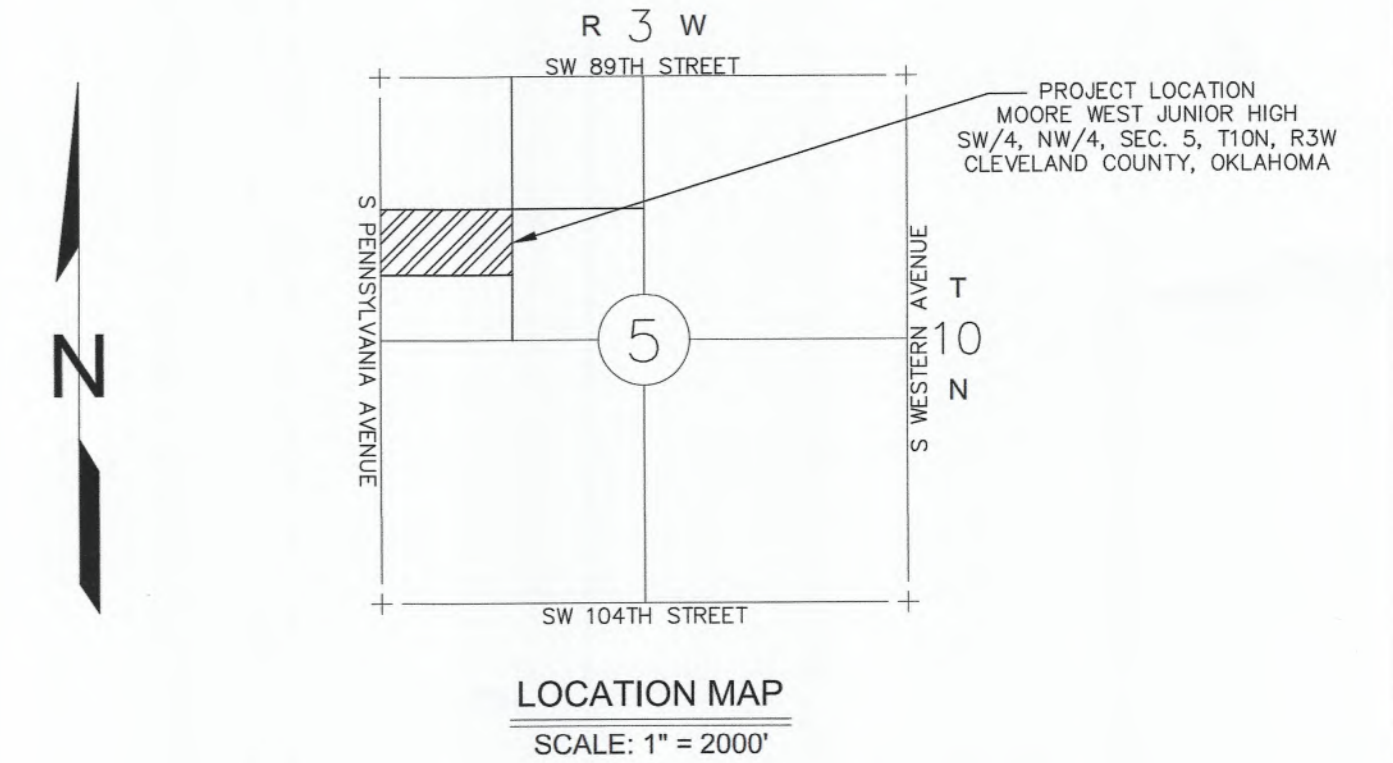 R 3 W
SW 89TH STREET
PROJECT LOCATION
MOORE WEST JUNIOR HIGH
SW/4, NW/4, SEC. 5, T10N, R3W
CLEVELAND COUNTY, OKLAHOMA
S PENNSYLVANIA AVENUE
S WESTERN AVENUE
T
10
N
N
5
SW 104TH STREET
LOCATION MAP
SCALE: 1" = 2000'